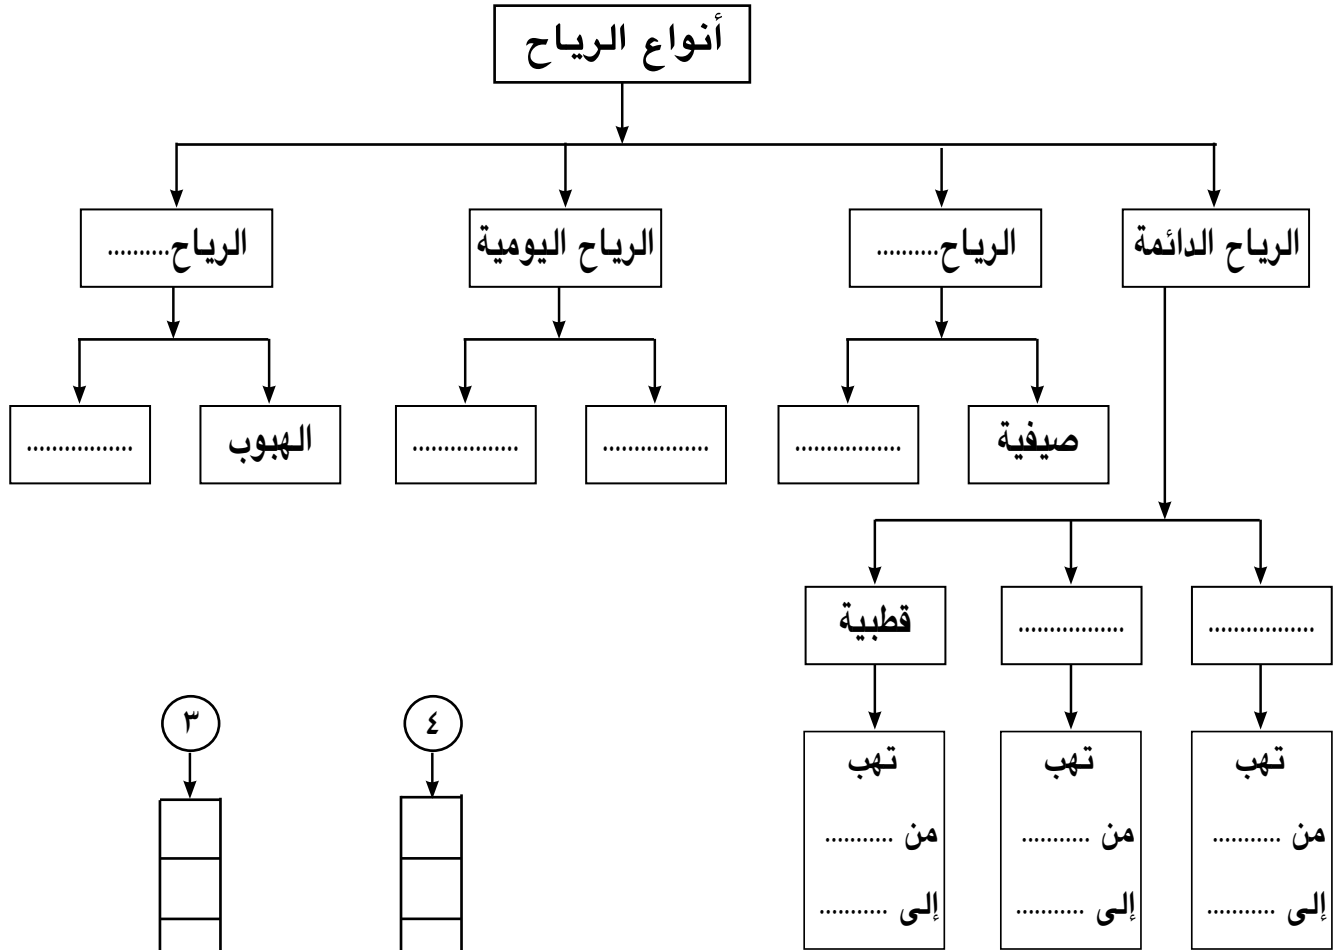 أنواع الرياح
الرياح الدائمة
الرياح..........
الرياح اليومية
الرياح..........
صيفية
.................
.................
.................
الهبوب
.................
.................
.................
قطبية
تهب
من ...........
إلى ...........
تهب
من ...........
إلى ...........
تهب
من ...........
إلى ...........
٤
٣